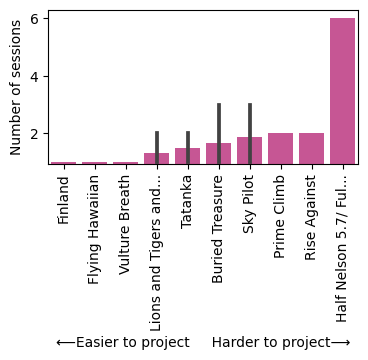 Number of sessions
6
4
2
Finland
Flying Hawaiian
Vulture Breath
Lions and Tigers and...
Tatanka
Buried Treasure
Sky Pilot
Prime Climb
Rise Against
Half Nelson 5.7/ Ful...
⟵Easier to project Harder to project⟶